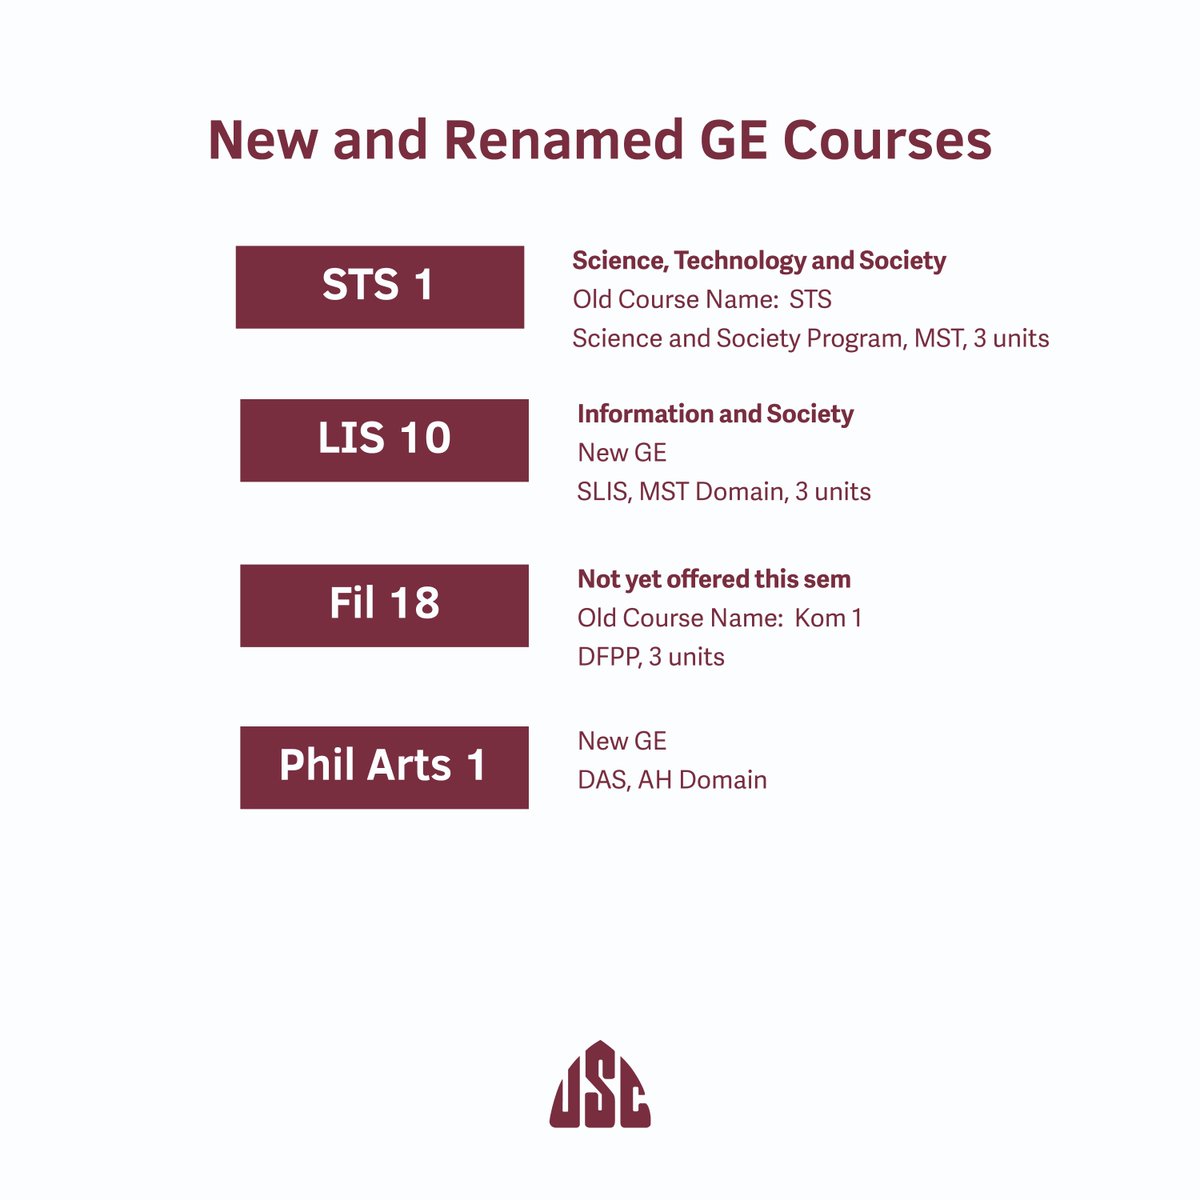 New and Renamed GE Courses
STS 1
Science, Technology and Society
Old Course Name: STS
Science and Society Program, MST, 3 units
LIS 10
Information and Society
New GE
SLIS, MST Domain, 3 units
Fil 18
Not yet offered this sem
Old Course Name: Kom 1
DFPP, 3 units
Phil Arts 1
New GE
DAS, AH Domain
USC